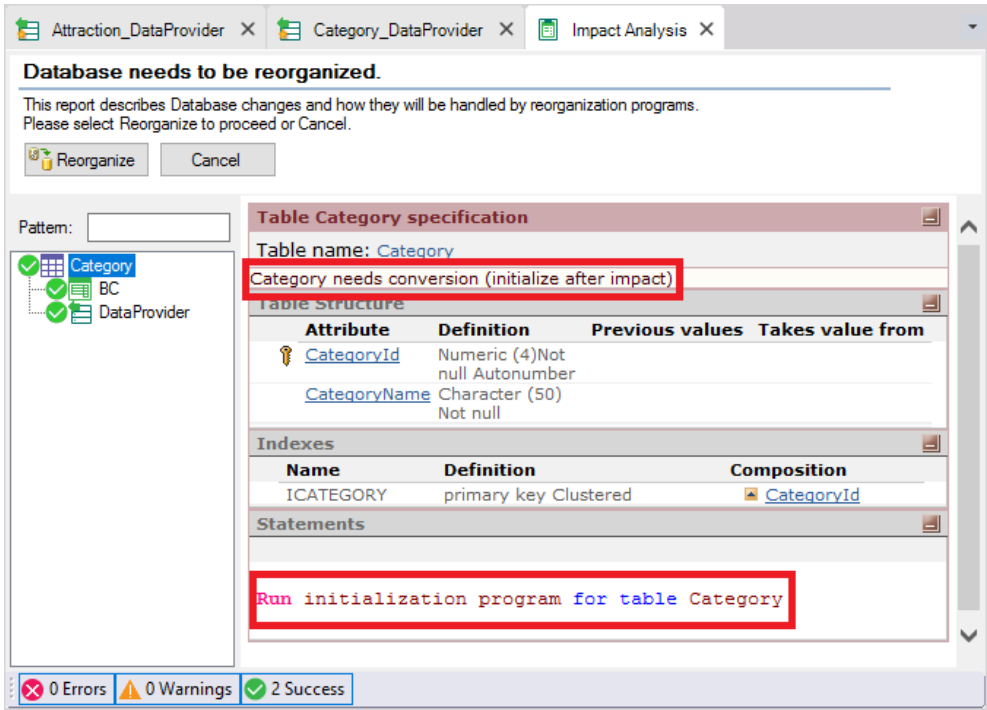 Attraction_DataProvider
Category_DataProvider
Impact Analysis
Database needs to be reorganized.
This report describes Database changes and how they will be handled by reorganization programs.
Please select Reorganize to proceed or Cancel.
Reorganize
Cancel
Pattern:
Category
BC
DataProvider
Table Category specification
Table name: Category
Category needs conversion (initialize after impact)
Table Structure
Attribute Definition Previous values Takes value from
CategoryId Numeric (4)Not
null Autonumber
CategoryName Character (50)
Not null
Indexes
Name Definition Composition
ICATEGORY primary key Clustered CategoryId
Statements
Run initialization program for table Category
0 Errors 0 Warnings 2 Success